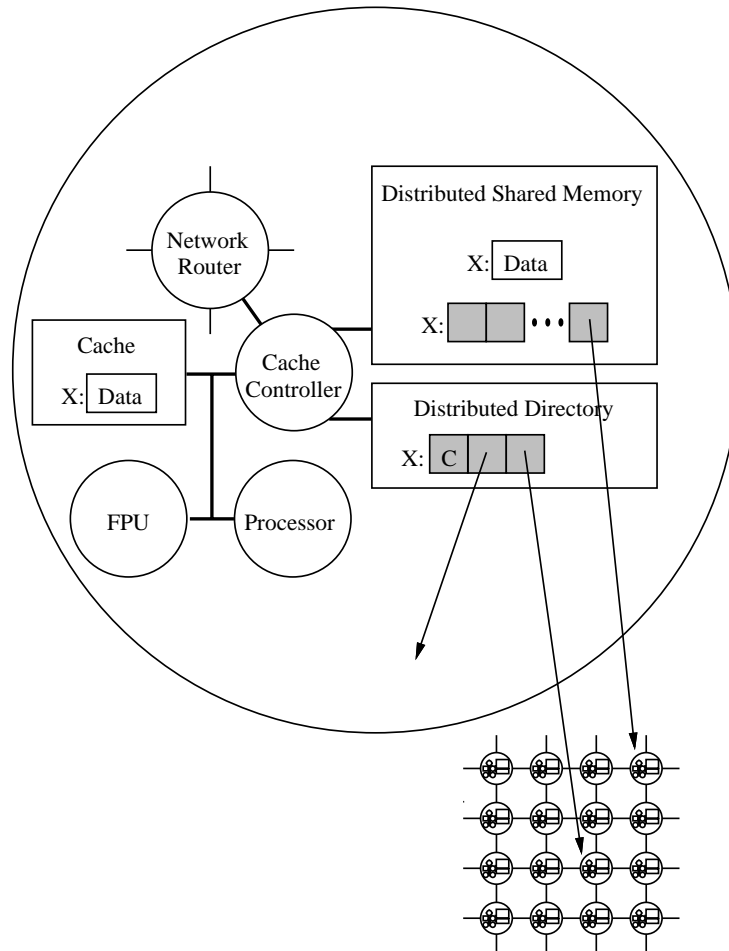 Distributed Shared Memory
Network
Router
X: Data
X:
Cache
Cache
Controller
X: Data
Distributed Directory
X: C
FPU
Processor